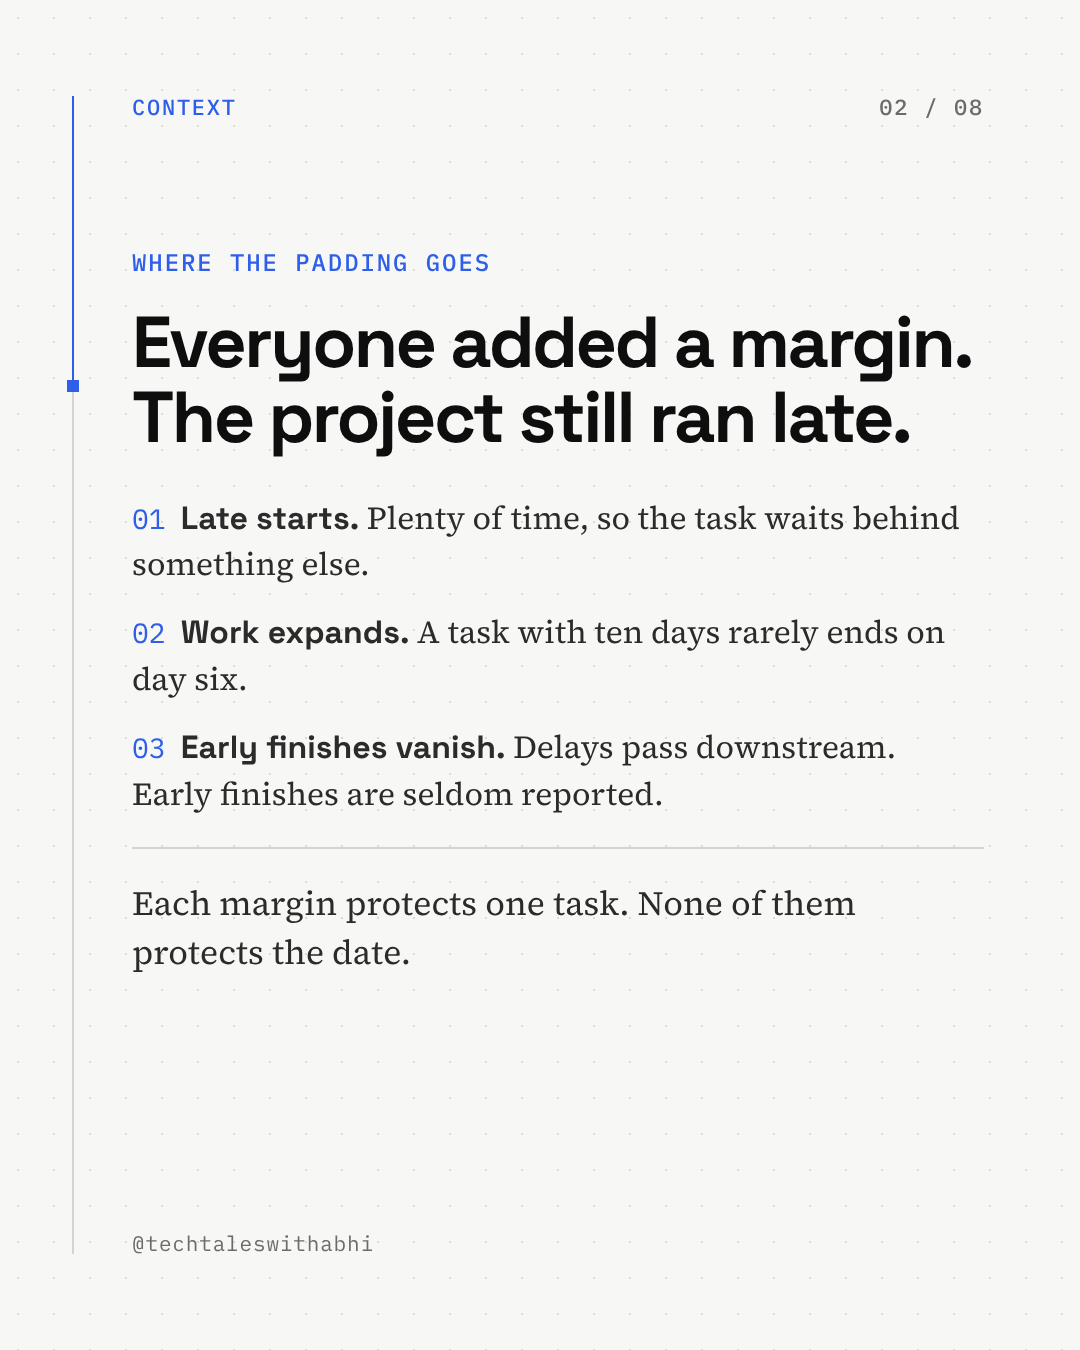 CONTEXT
02 / 08
WHERE THE PADDING GOES
Everyone added a margin.
The project still ran late.
01 Late starts. Plenty of time, so the task waits behind
something else.
02 Work expands. A task with ten days rarely ends on
day six.
03 Early finishes vanish. Delays pass downstream.
Early finishes are seldom reported.
Each margin protects one task. None of them
protects the date.
@techtaleswithabhi